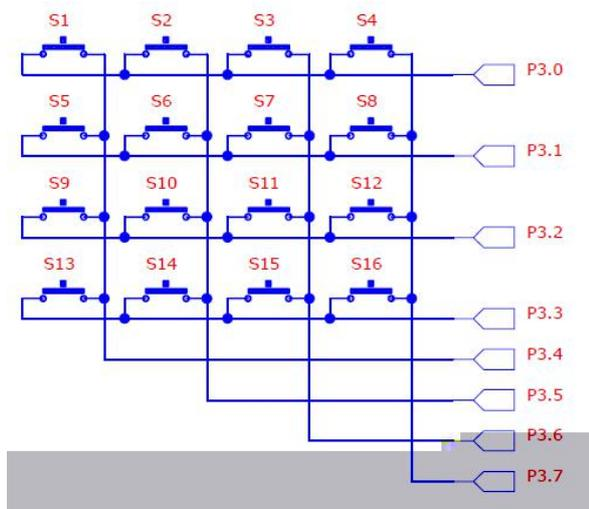 S1 S2 S3 S4
P3.0
S5 S6 S7 S8
P3.1
S9 S10 S11 S12
P3.2
S13 S14 S15 S16
P3.3
P3.4
P3.5
P3.6
P3.7